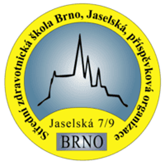 Střední zdravotnická škola Brno, Jaselská, příspěvková organizace
Jaselská 7/9
BRNO